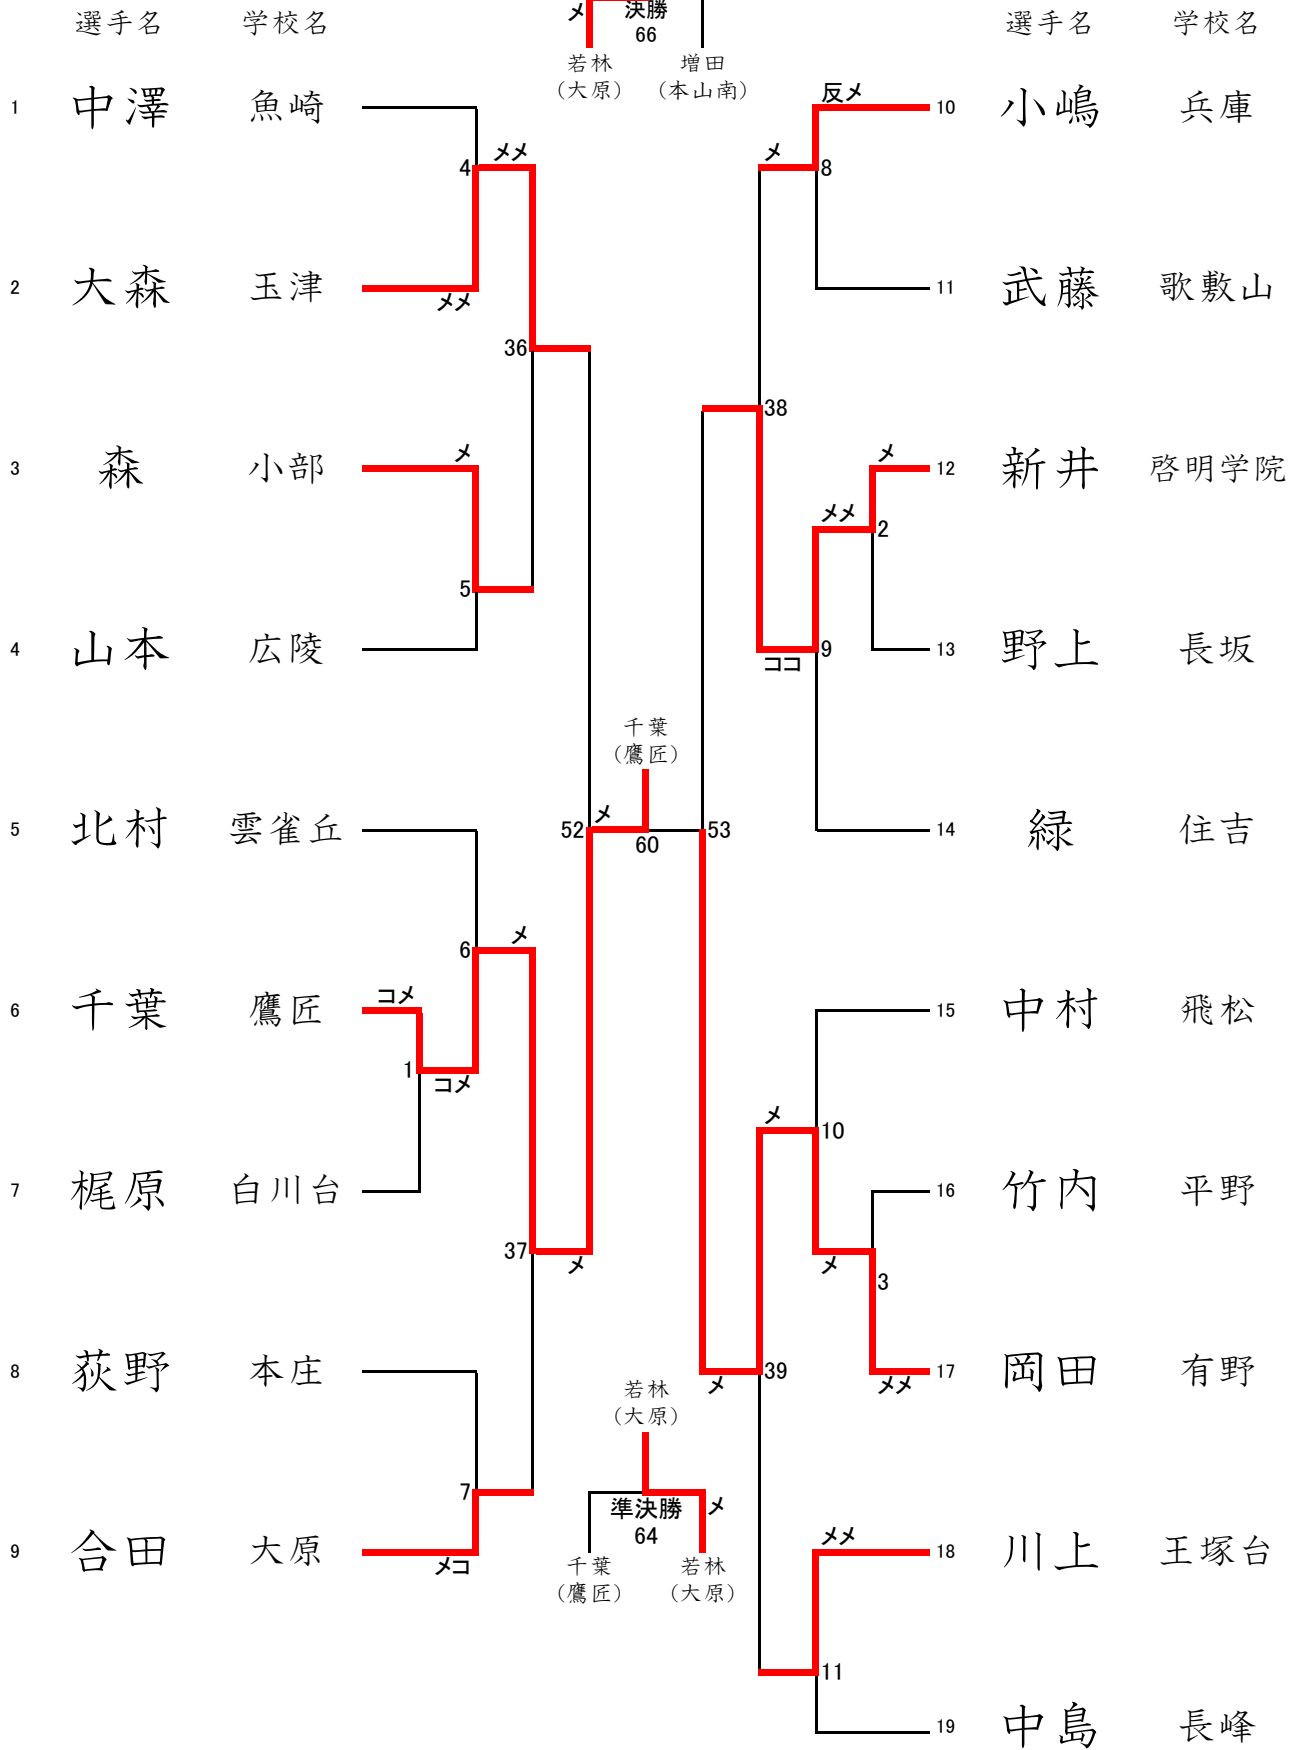 選手名 学校名 メ 決勝 選手名 学校名
66
若林 増田
(大原) (本山南)
1 中澤 魚崎 反メ 10 小嶋 兵庫
4 メメ メ 8
2 大森 玉津 メメ 11 武藤 歌敷山
36
38
3 森 小部 メ メ 12 新井 啓明学院
メメ 2
5
4 山本 広陵 ココ 9 13 野上 長坂
千葉
(鷹匠)
5 北村 雲雀丘 52 メ 60 53 14 緑 住吉
6 メ
6 千葉 鷹匠 コメ 15 中村 飛松
1 コメ
メ 10
7 梶原 白川台 16 竹内 平野
37 メ メ 3
8 荻野 本庄 メ 39 メメ 17 岡田 有野
若林
(大原)
7 準決勝 メ
64
9 合田 大原 メコ メメ 18 川上 王塚台
千葉 若林
(鷹匠) (大原)
11
19 中島 長峰